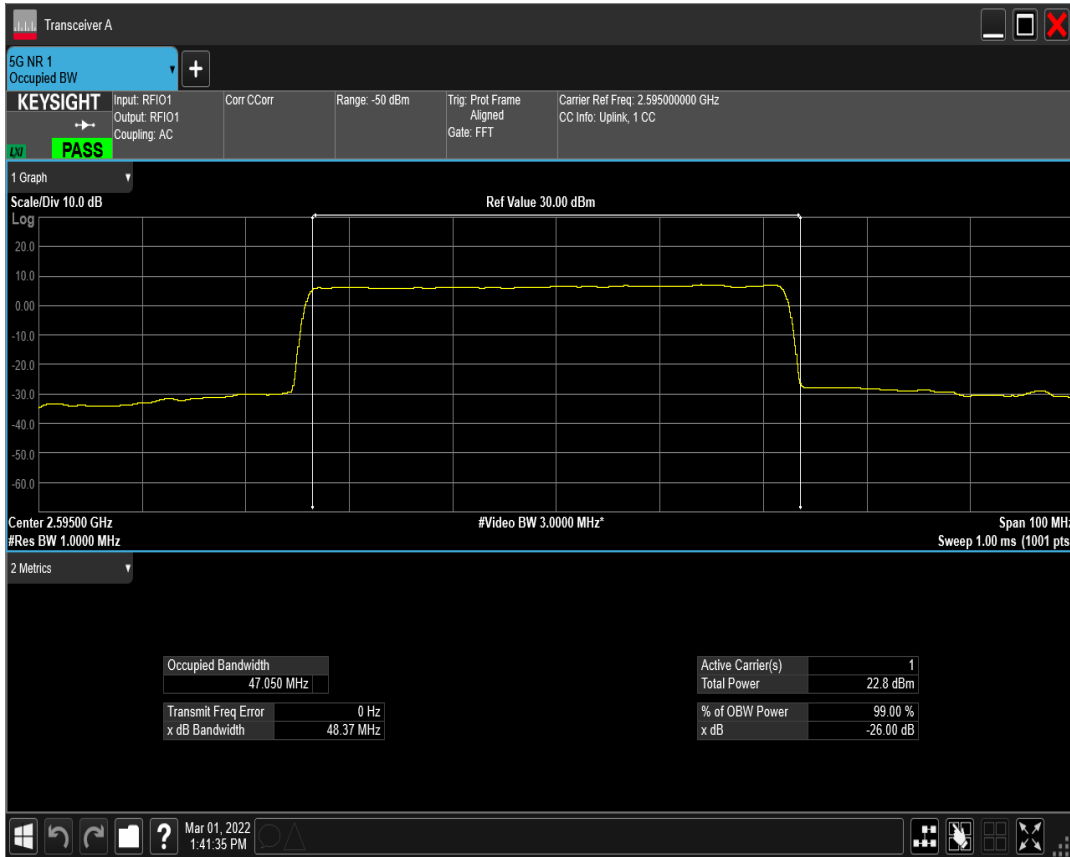 Transceiver A
5G NR 1
Occupied BW
+
KEYSIGHT
LXI
PASS
Input: RFIO1
Output: RFIO1
Coupling: AC
Corr CCorr
Range: -50 dBm
Trig: Prot Frame
Aligned
Gate: FFT
Carrier Ref Freq: 2.595000000 GHz
CC Info: Uplink, 1 CC
1 Graph
Scale/Div 10.0 dB
Ref Value 30.00 dBm
Log
20.0
10.0
0.00
-10.0
-20.0
-30.0
-40.0
-50.0
-60.0
Center 2.59500 GHz
#Video BW 3.0000 MHz*
Span 100 MHz
#Res BW 1.0000 MHz
Sweep 1.00 ms (1001 pts
2 Metrics
Occupied Bandwidth
47.050 MHz
Transmit Freq Error 0 Hz
x dB Bandwidth 48.37 MHz
Active Carrier(s) 1
Total Power 22.8 dBm
% of OBW Power 99.00 %
x dB -26.00 dB
?
Mar 01, 2022
1:41:35 PM